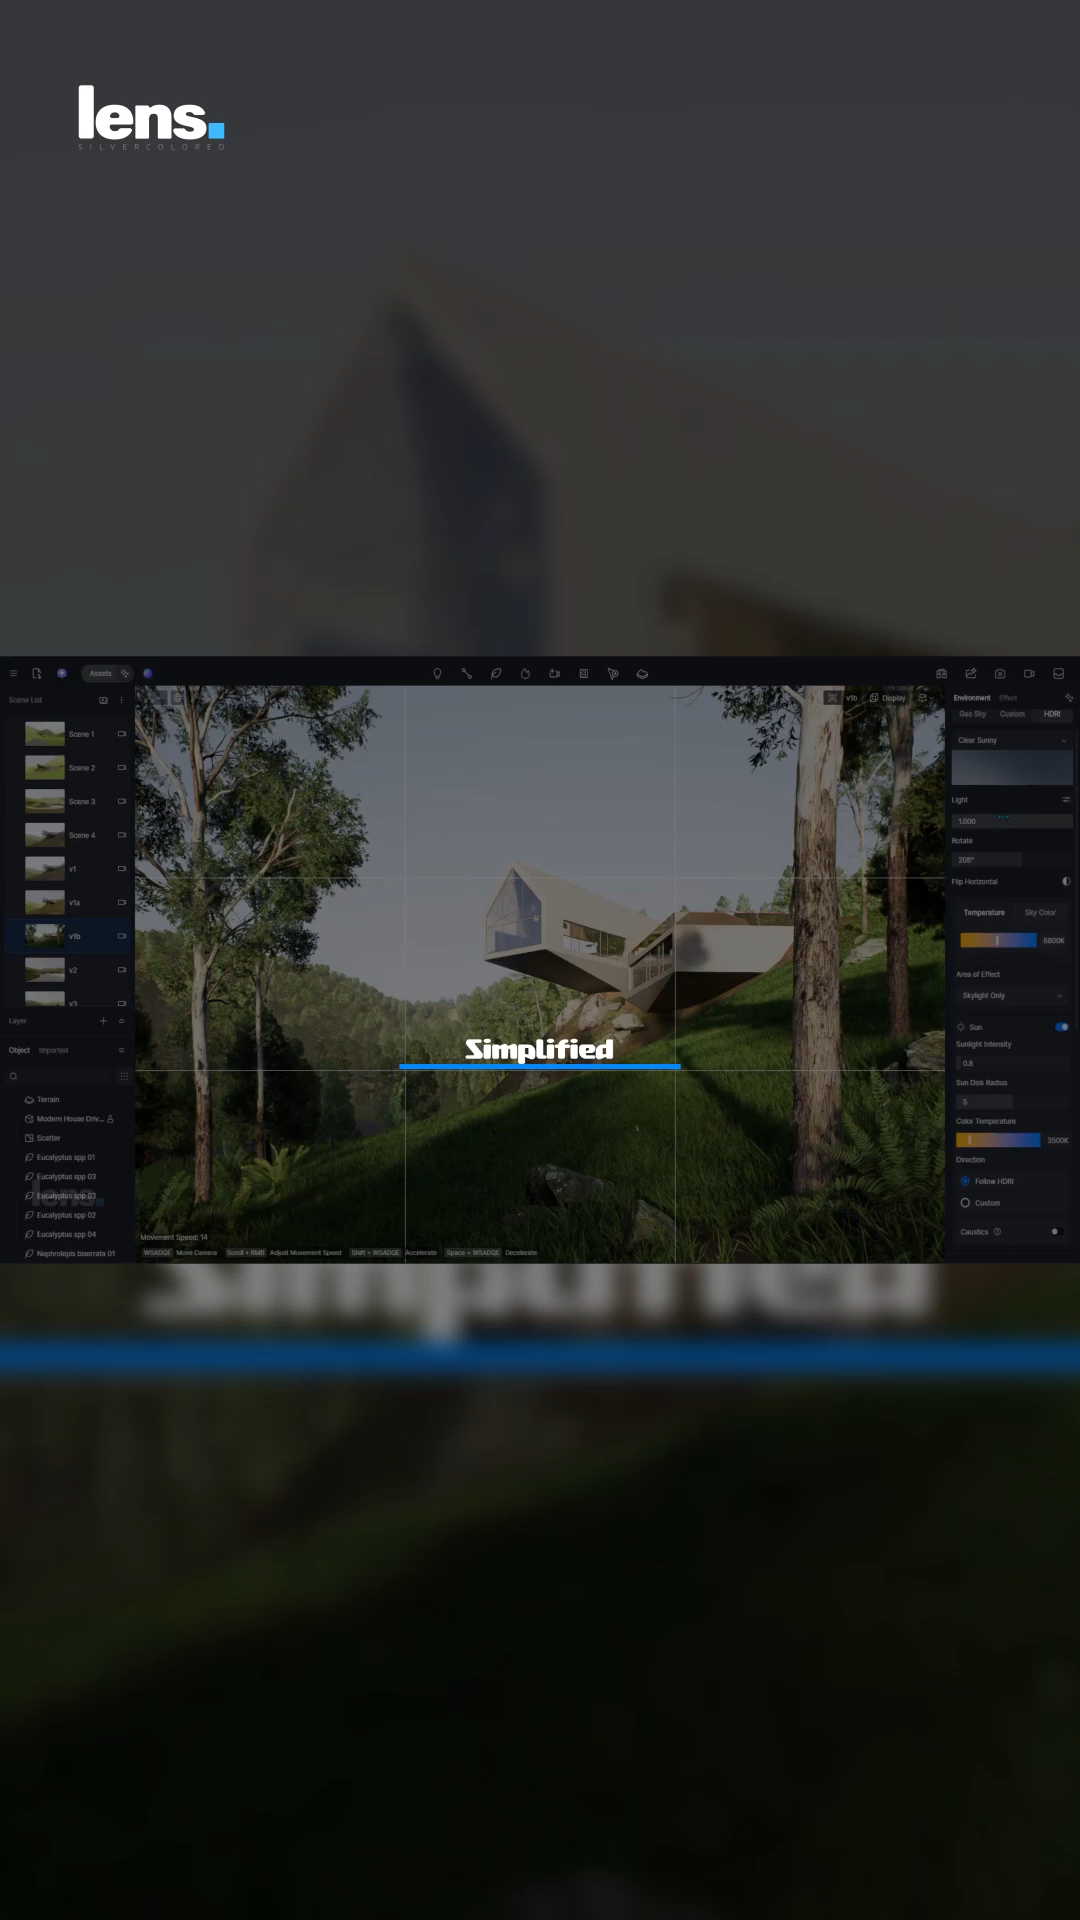 lens.
SILVERCOLORED
Assets
Scene List
Scene 1
Scene 2
Scene 3
Scene 4
v1
v1a
v1b
v2
v3
Layer
Object Imported
Terrain
Modern House Driv...
Scatter
Eucalyptus spp 01
Eucalyptus spp 03
Eucalyptus spp 03
Eucalyptus spp 02
Eucalyptus spp 04
Nephrolepis biserrata 01
lens.
v1b Display
Simplified
Movement Speed: 14
WSADQE Move Camera Scroll + RMB Adjust Movement Speed Shift + WSADQE Accelerate Space + WSADQE Decelerate
Environment Effect
Geo Sky Custom HDRI
Clear Sunny
Light
1.000
Rotate
206°
Flip Horizontal
Temperature Sky Color
6800K
Area of Effect
Skylight Only
Sun
Sunlight Intensity
0.8
Sun Disk Radius
5
Color Temperature
3500K
Direction
Follow HDRI
Custom
Caustics
Simplified